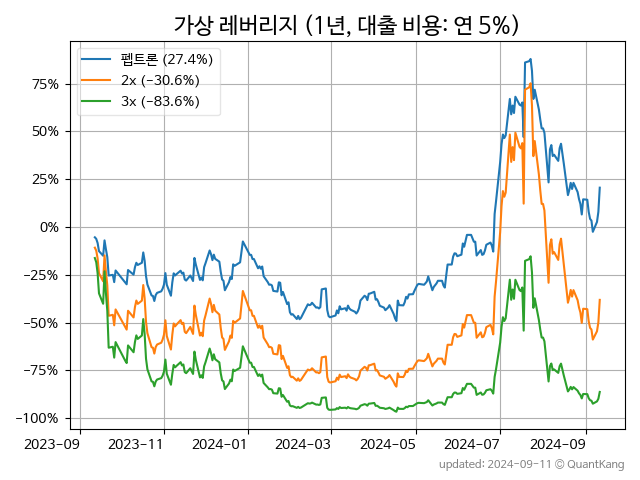 가상 레버리지 (1년, 대출 비용: 연 5%)
펩트론 (27.4%)
2x (−30.6%)
3x (−83.6%)
75%
50%
25%
0%
−25%
−50%
−75%
−100%
2023-09 2023-11 2024-01 2024-03 2024-05 2024-07 2024-09
updated: 2024-09-11 © QuantKang